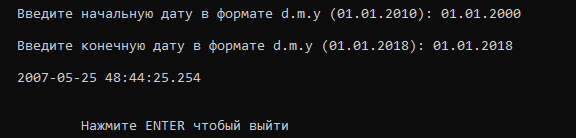 Введите начальную дату в формате d.m.y (01.01.2010): 01.01.2000
Введите конечную дату в формате d.m.y (01.01.2018): 01.01.2018
2007-05-25 48:44:25.254
Нажмите ENTER чтобый выйти